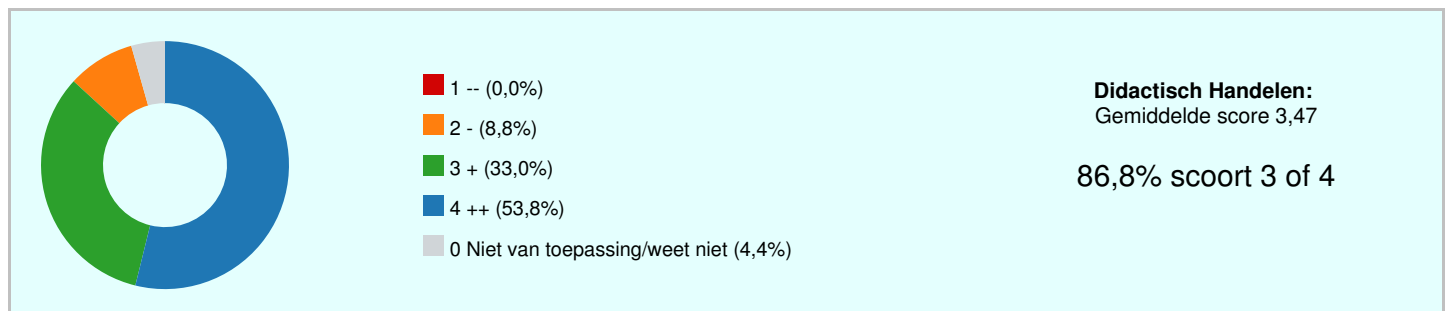 1 -- (0,0%)
2 - (8,8%)
3 + (33,0%)
4 ++ (53,8%)
0 Niet van toepassing/weet niet (4,4%)
Didactisch Handelen:
Gemiddelde score 3,47
86,8% scoort 3 of 4